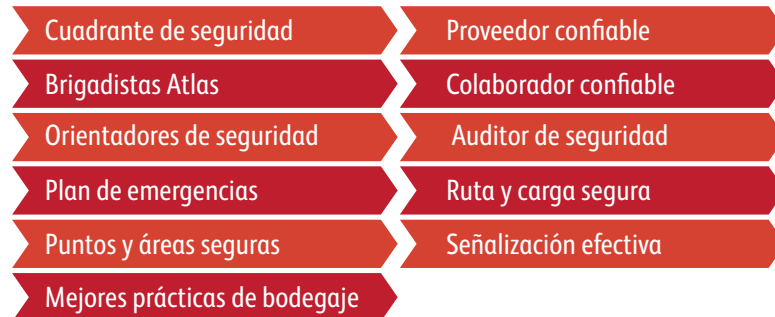 Cuadrante de seguridad
Proveedor confiable
Brigadistas Atlas
Colaborador confiable
Orientadores de seguridad
Auditor de seguridad
Plan de emergencias
Ruta y carga segura
Puntos y áreas seguras
Señalización efectiva
Mejores prácticas de bodegaje